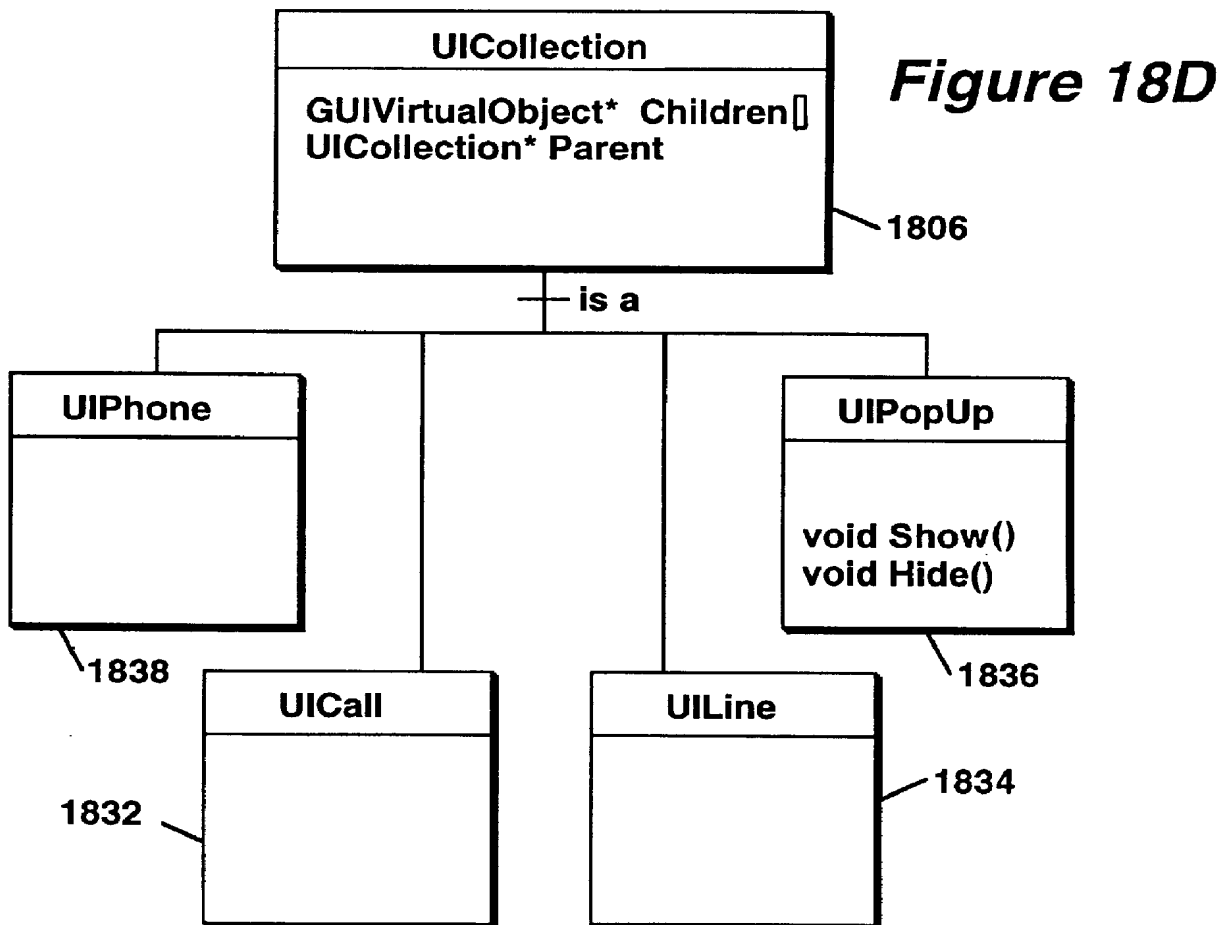 UICollection
Figure 18D
GUIVirtualObject* Children[]
UICollection* Parent
1806
is a
UIPhone
UIPopUp
void Show()
void Hide()
1838
1836
UICall
UILine
1834
1832